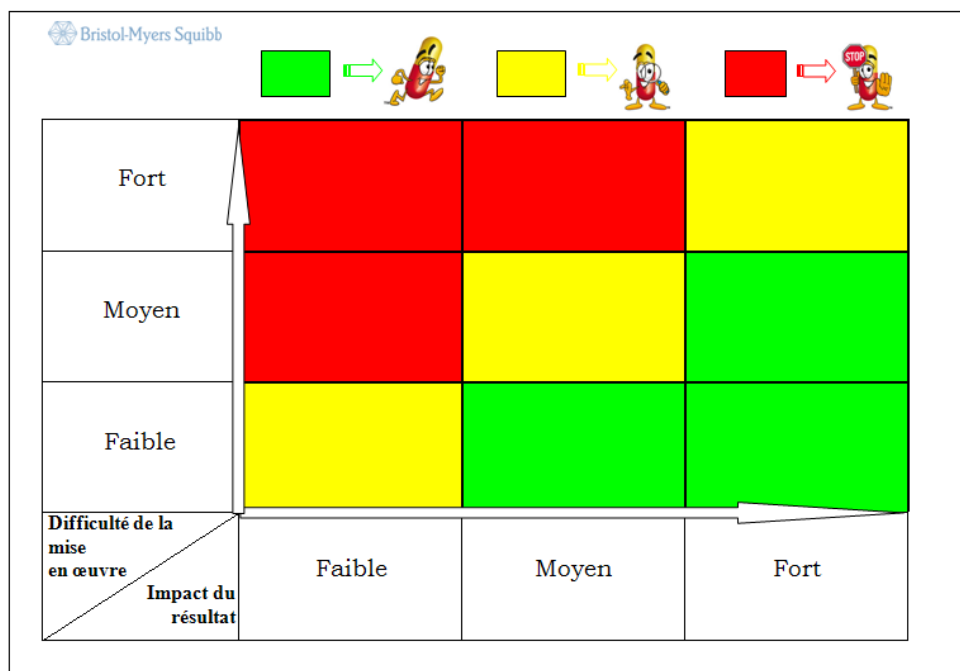 Bristol-Myers Squibb
STOP
Fort
Moyen
Faible
Difficulté de la
mise
en œuvre
Impact du
résultat
Faible
Moyen
Fort